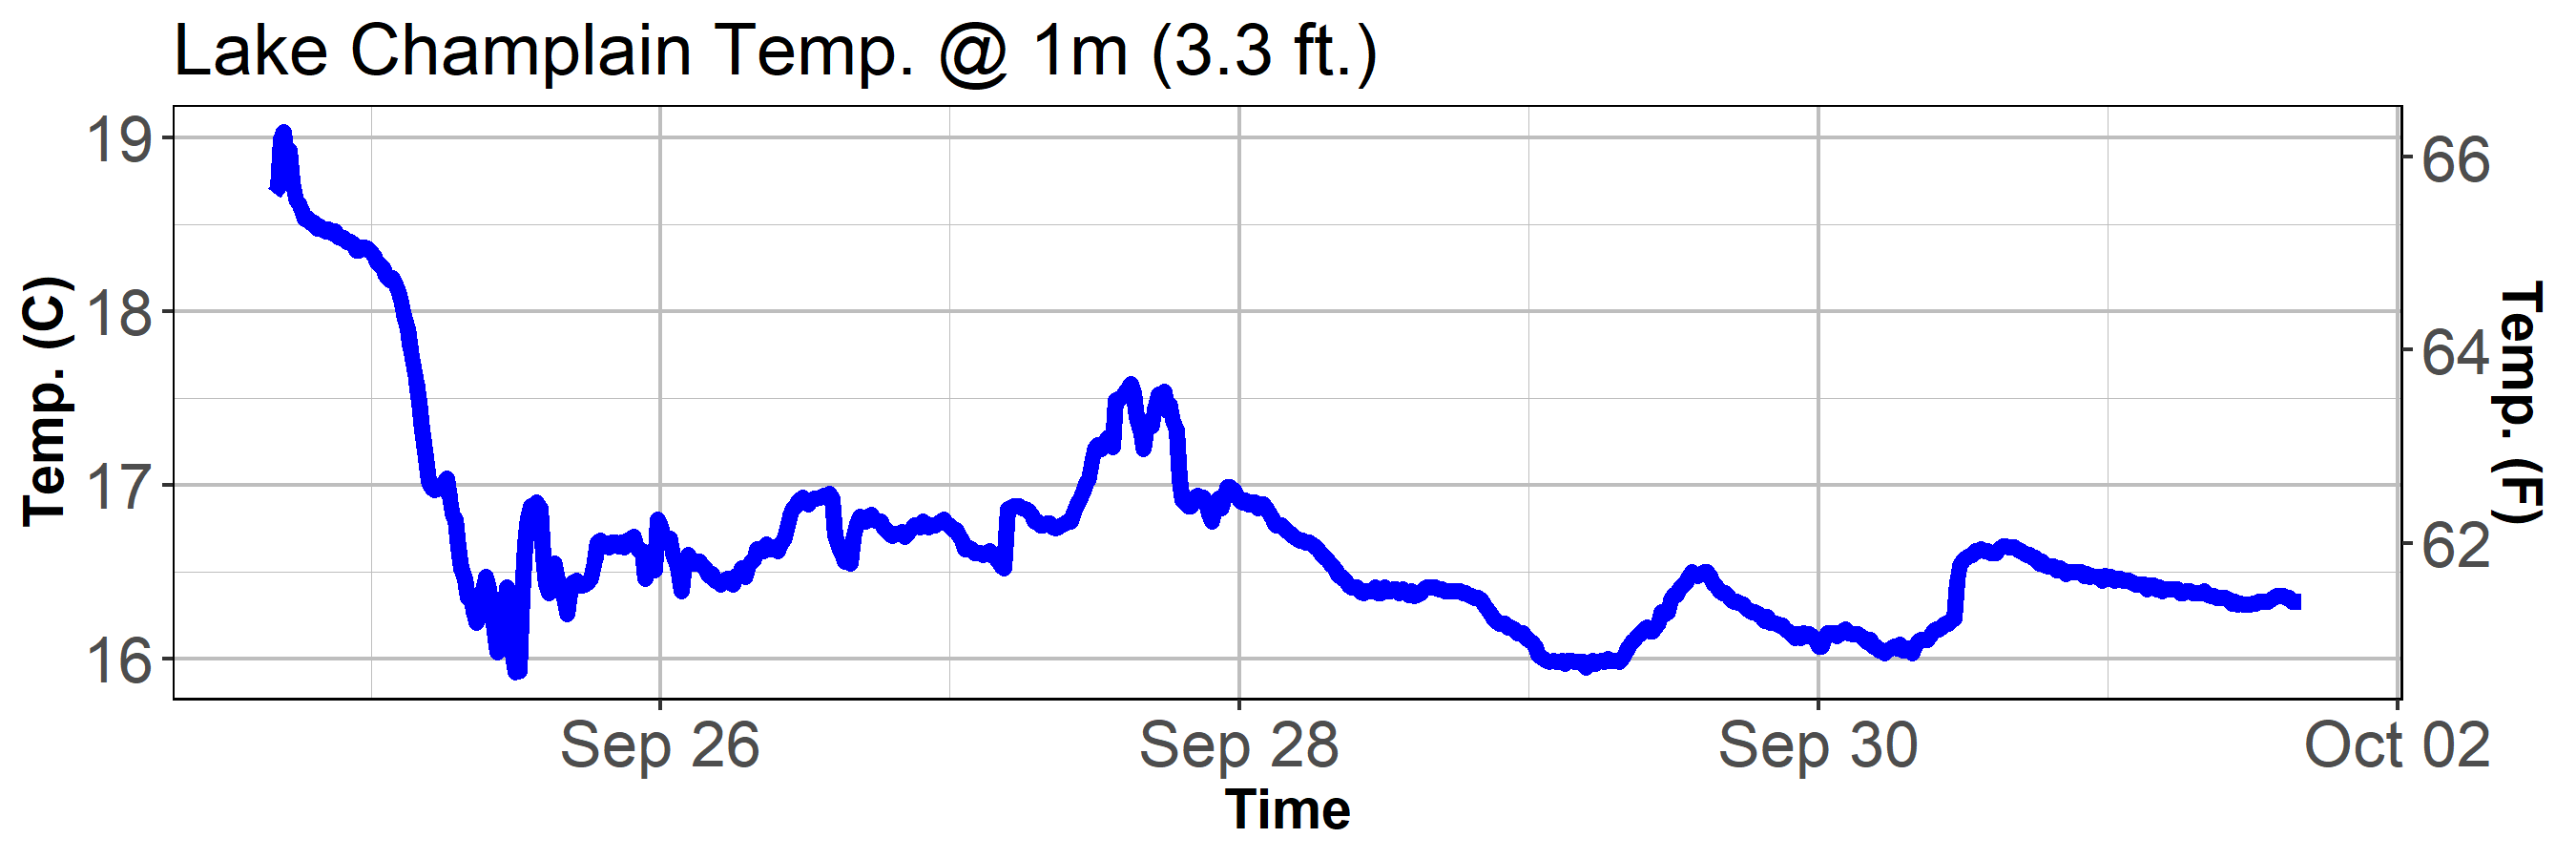 Lake Champlain Temp. @ 1m (3.3 ft.)
19
18
17
16
Temp. (C)
66
64
62
Temp. (F)
Sep 26
Sep 28
Sep 30
Oct 02
Time